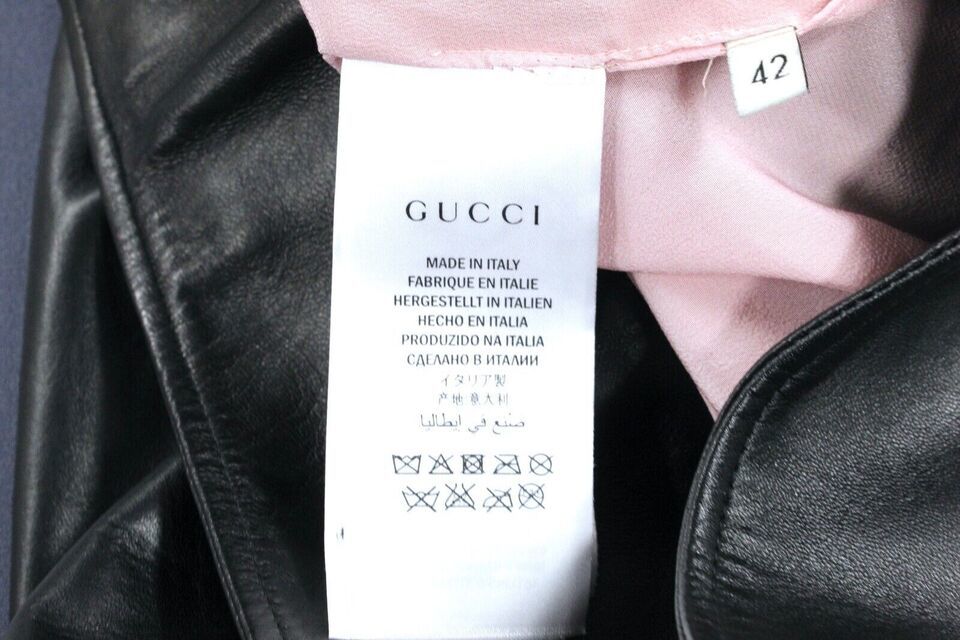 42
GUCCI
MADE IN ITALY
FABRIQUE EN ITALIE
HERGESTELLT IN ITALIEN
HECHO EN ITALIA
PRODUZIDO NA ITALIA
СДЕЛАНО В ИТАЛИИ
イタリア製
产地意大利
صنع في إيطاليا